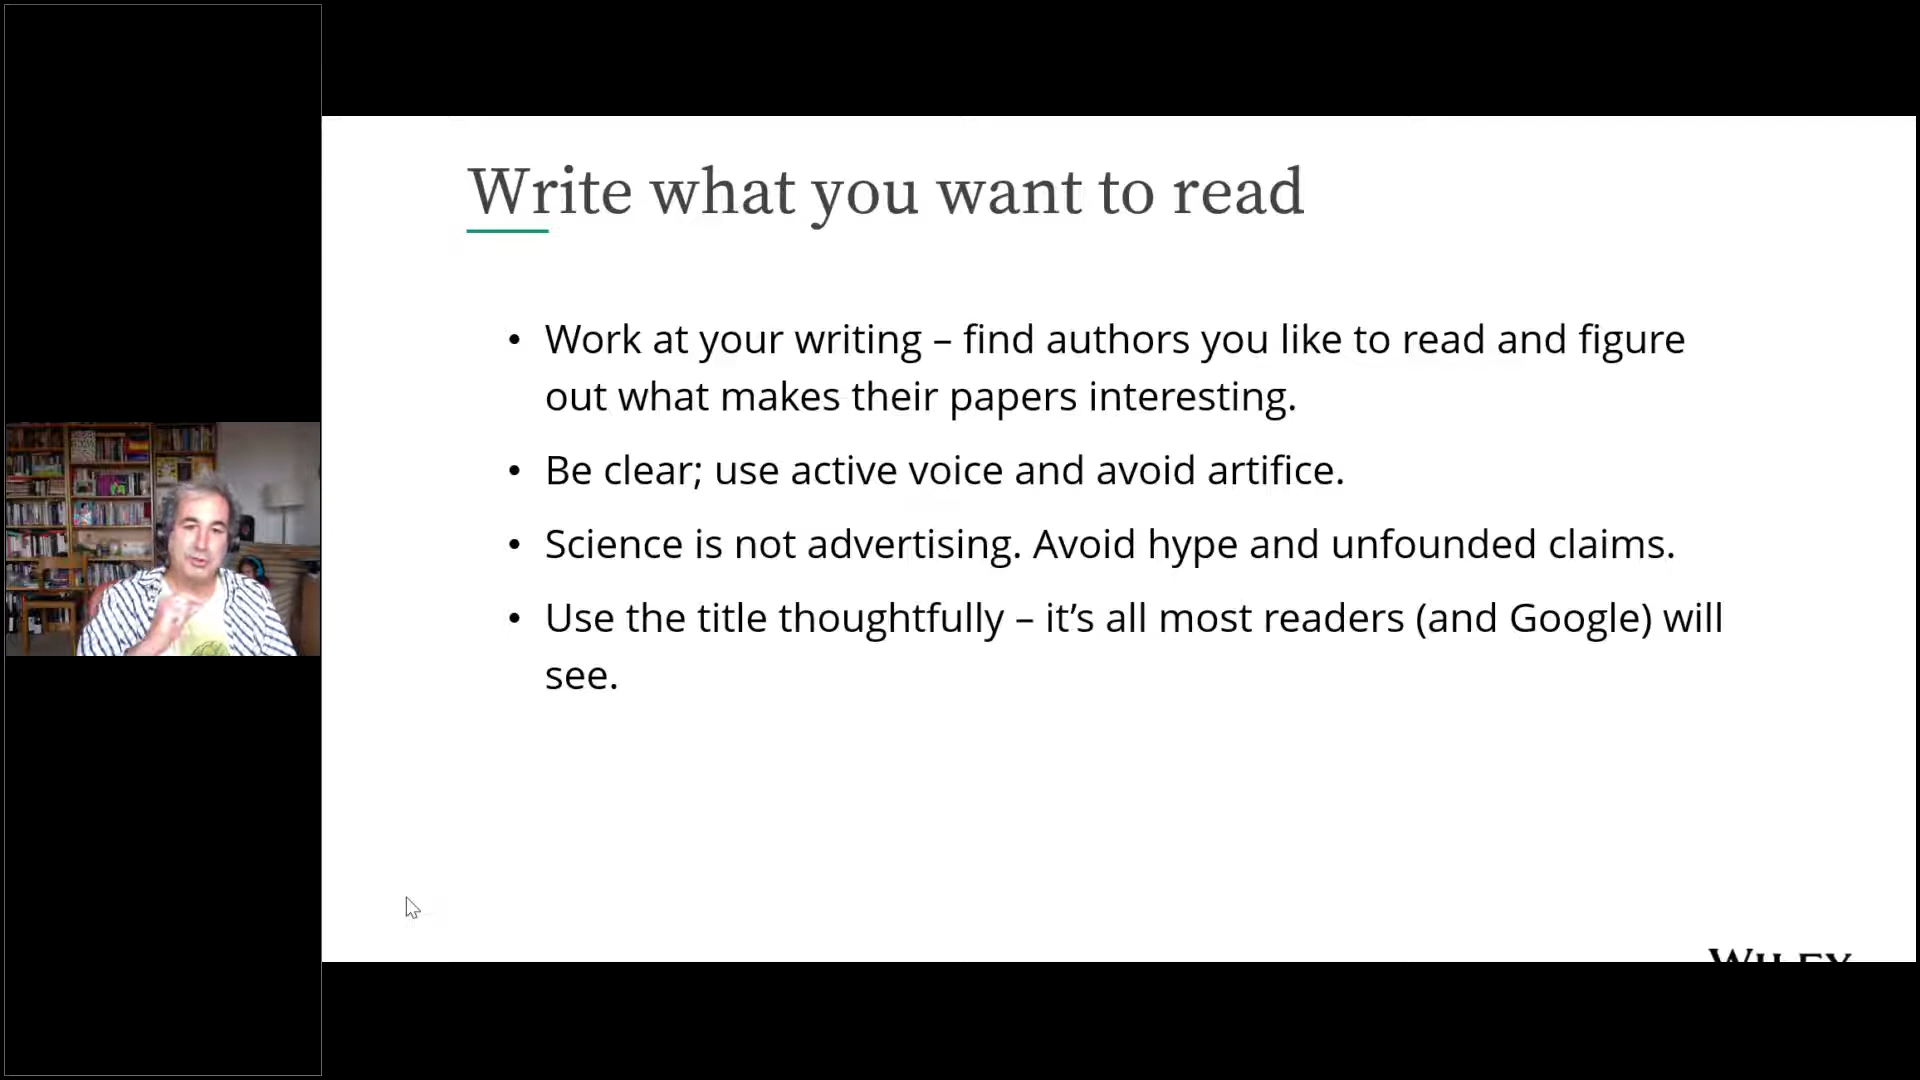 Write what you want to read
• Work at your writing – find authors you like to read and figure
out what makes their papers interesting.
• Be clear; use active voice and avoid artifice.
• Science is not advertising. Avoid hype and unfounded claims.
• Use the title thoughtfully – it’s all most readers (and Google) will
see.
WILEY